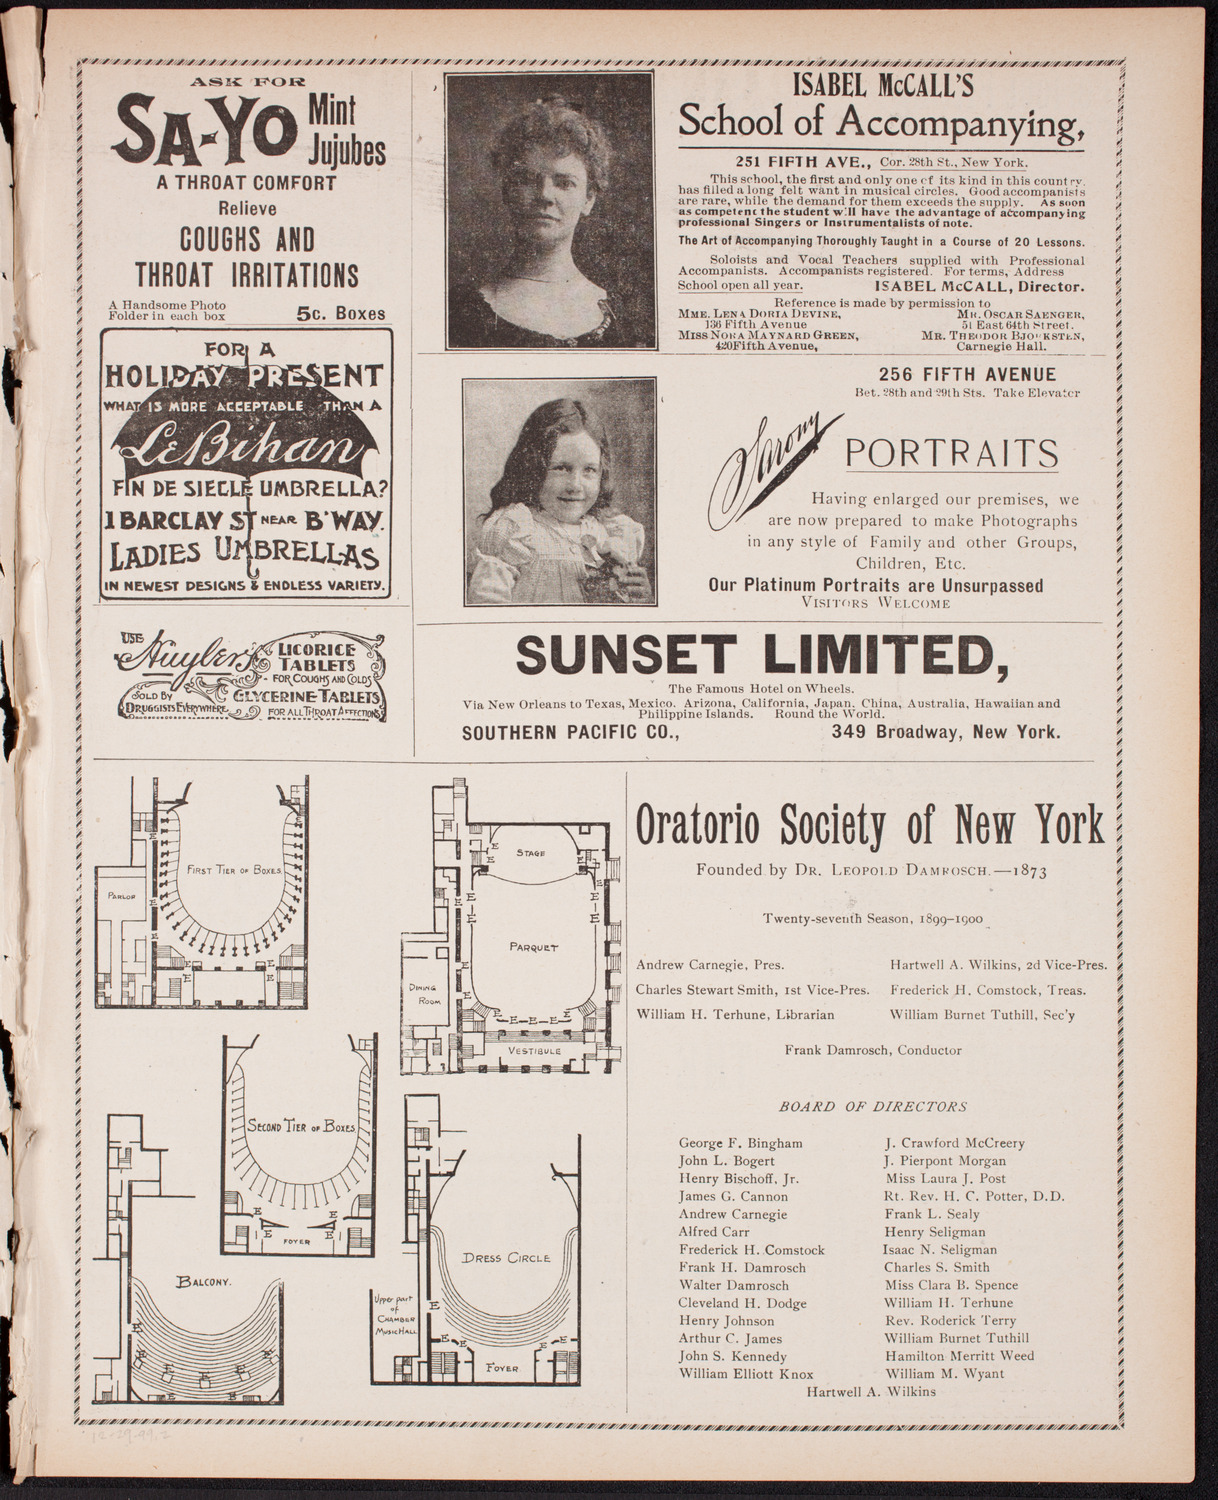 ASK FOR
SA-YO Mint Jujubes
A THROAT COMFORT
Relieve
COUGHS AND
THROAT IRRITATIONS
A Handsome Photo
Folder in each box
5c. Boxes
FOR A
HOLIDAY PRESENT
WHAT IS MORE ACCEPTABLE THAN A
LeBihan
FIN DE SIECLE UMBRELLA?
1 BARCLAY ST NEAR B'WAY.
LADIES UMBRELLAS
IN NEWEST DESIGNS & ENDLESS VARIETY.
USE
Huyler's
LICORICE
TABLETS
FOR COUGHS AND COLDS
SOLD BY
DRUGGISTS EVERYWHERE
GLYCERINE TABLETS
FOR ALL THROAT AFFECTIONS
ISABEL McCALL'S
School of Accompanying,
251 FIFTH AVE., Cor. 28th St., New York.
This school, the first and only one of its kind in this country.
has filled a long felt want in musical circles. Good accompanists
are rare, while the demand for them exceeds the supply. As soon
as competent the student will have the advantage of accompanying
professional Singers or Instrumentalists of note.
The Art of Accompanying Thoroughly Taught in a Course of 20 Lessons.
Soloists and Vocal Teachers supplied with Professional
Accompanists. Accompanists registered. For terms, Address
School open all year. ISABEL McCALL, Director.
Reference is made by permission to
MME. LENA DORIA DEVINE, MR. OSCAR SAENGER,
136 Fifth Avenue 51 East 64th Street.
MISS NORA MAYNARD GREEN, MR. THEODOR BJORKSTEN,
420 Fifth Avenue, Carnegie Hall.
256 FIFTH AVENUE
Bet. 28th and 29th Sts. Take Elevator
Sarony
PORTRAITS
Having enlarged our premises, we
are now prepared to make Photographs
in any style of Family and other Groups,
Children, Etc.
Our Platinum Portraits are Unsurpassed
VISITORS WELCOME
SUNSET LIMITED,
The Famous Hotel on Wheels.
Via New Orleans to Texas, Mexico. Arizona, California, Japan. China, Australia, Hawaiian and
Philippine Islands. Round the World.
SOUTHERN PACIFIC CO., 349 Broadway, New York.
FIRST TIER OF BOXES.
PARLOR
STAGE
PARQUET
DINING
ROOM
VESTIBULE
SECOND TIER OF BOXES
FOYER
BALCONY.
DRESS CIRCLE
Upper part
of
CHAMBER
MUSIC HALL
FOYER
Oratorio Society of New York
Founded by DR. LEOPOLD DAMROSCH.—1873
Twenty-seventh Season, 1899–1900
Andrew Carnegie, Pres. Hartwell A. Wilkins, 2d Vice-Pres.
Charles Stewart Smith, 1st Vice-Pres. Frederick H. Comstock, Treas.
William H. Terhune, Librarian William Burnet Tuthill, Sec'y
Frank Damrosch, Conductor
BOARD OF DIRECTORS
George F. Bingham J. Crawford McCreery
John L. Bogert J. Pierpont Morgan
Henry Bischoff, Jr. Miss Laura J. Post
James G. Cannon Rt. Rev. H. C. Potter, D.D.
Andrew Carnegie Frank L. Sealy
Alfred Carr Henry Seligman
Frederick H. Comstock Isaac N. Seligman
Frank H. Damrosch Charles S. Smith
Walter Damrosch Miss Clara B. Spence
Cleveland H. Dodge William H. Terhune
Henry Johnson Rev. Roderick Terry
Arthur C. James William Burnet Tuthill
John S. Kennedy Hamilton Merritt Weed
William Elliott Knox William M. Wyant
Hartwell A. Wilkins
12-29-99.2